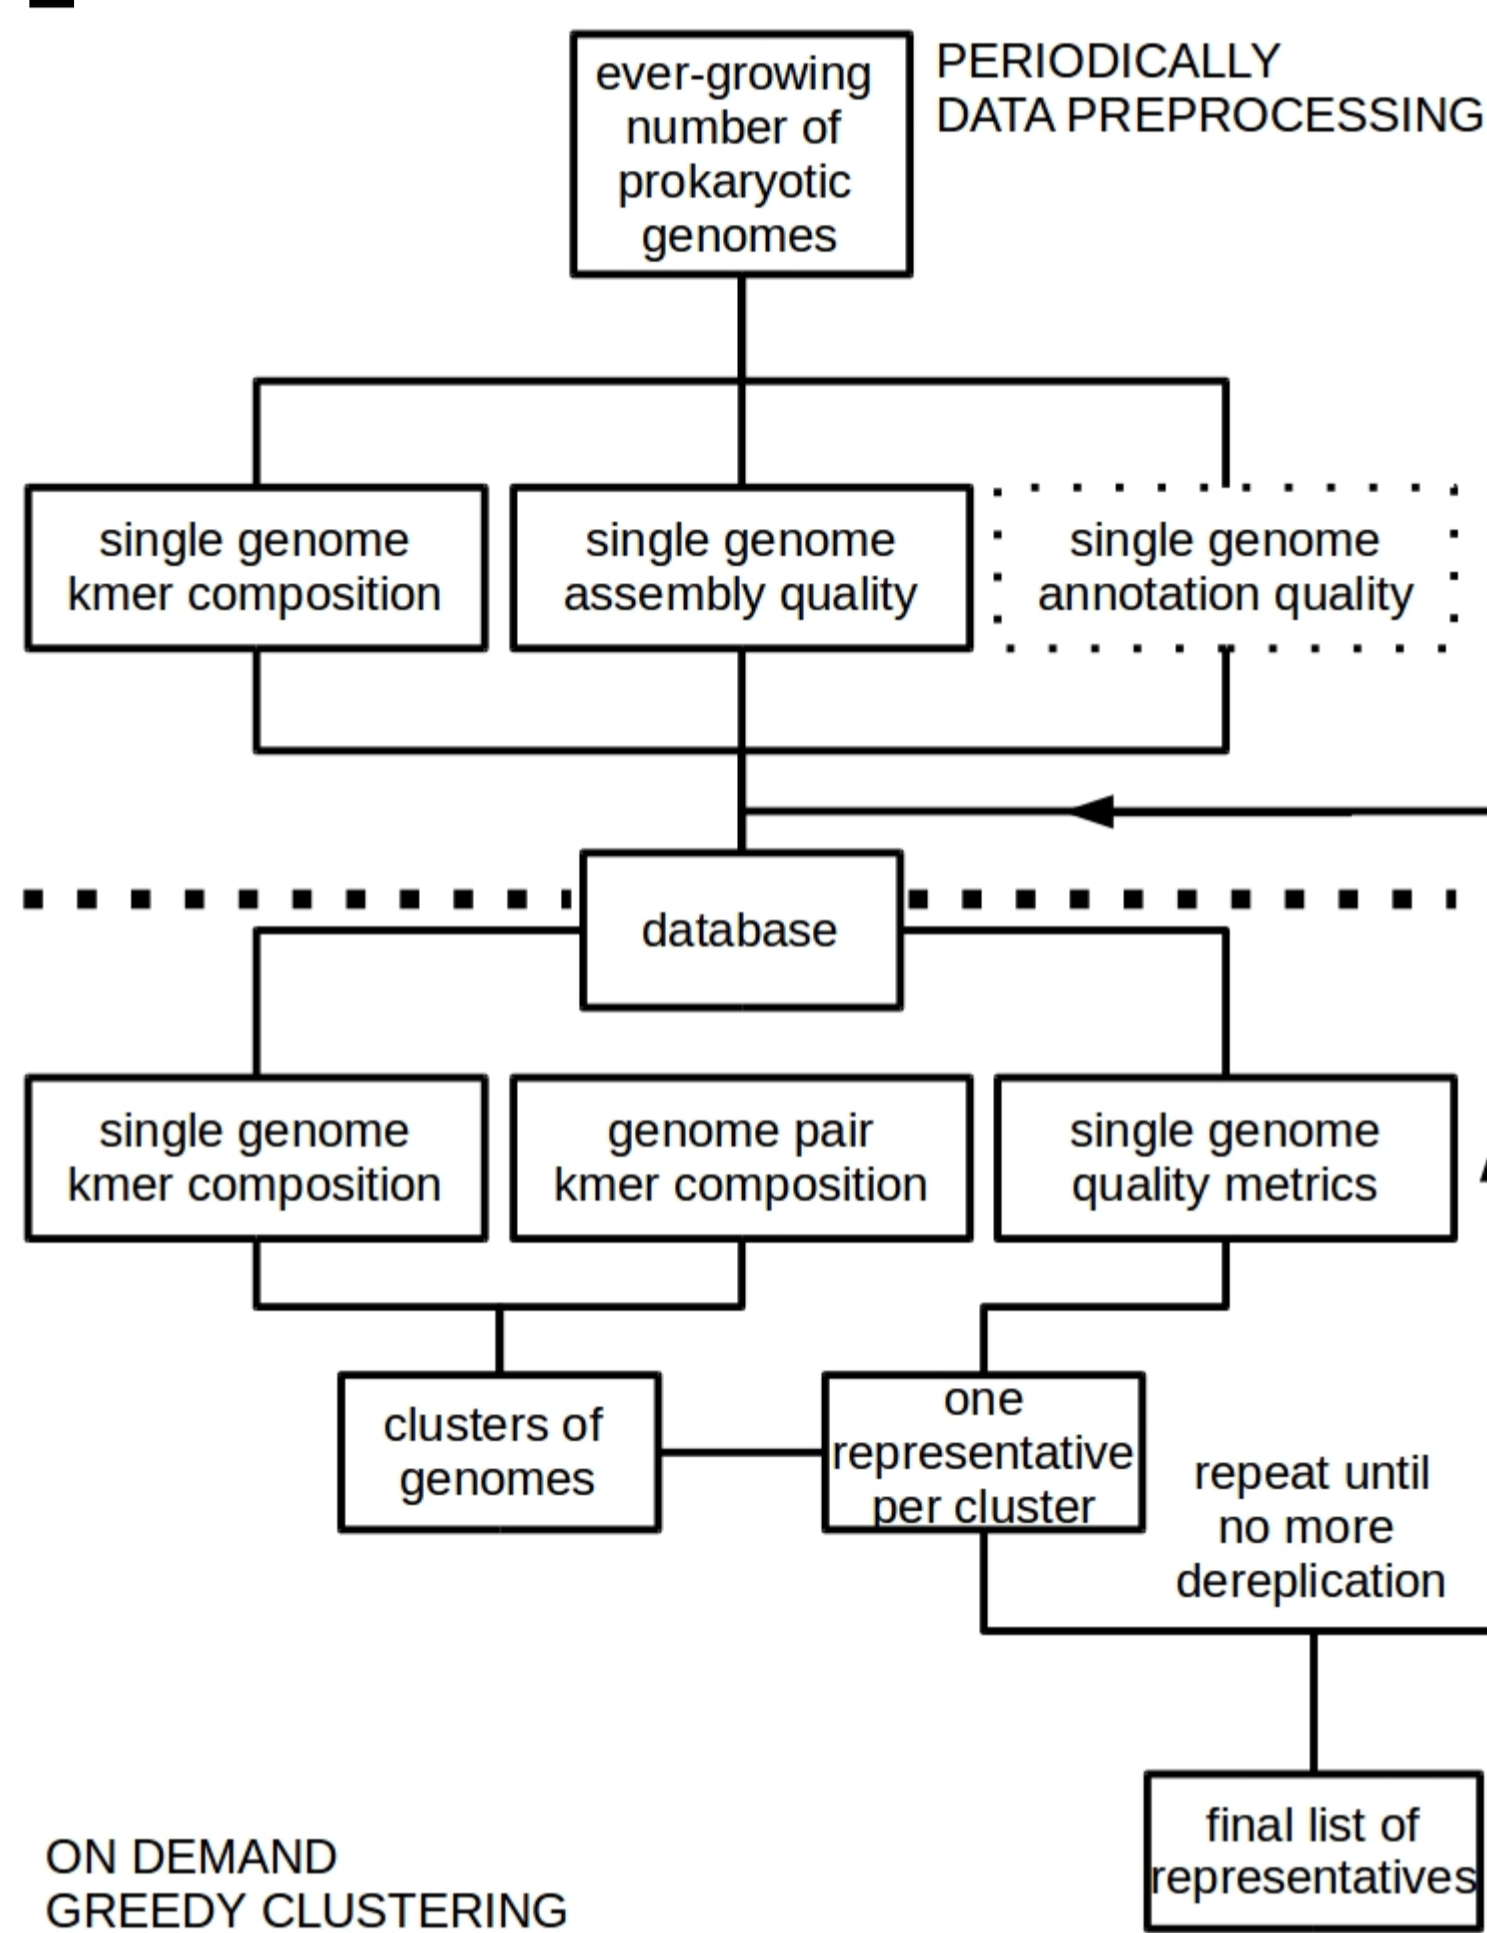 ever-growing
number of
prokaryotic
genomes
PERIODICALLY
DATA PREPROCESSING
single genome
kmer composition
single genome
assembly quality
single genome
annotation quality
database
single genome
kmer composition
genome pair
kmer composition
single genome
quality metrics
clusters of
genomes
one
representative
per cluster
repeat until
no more
dereplication
final list of
representatives
ON DEMAND
GREEDY CLUSTERING